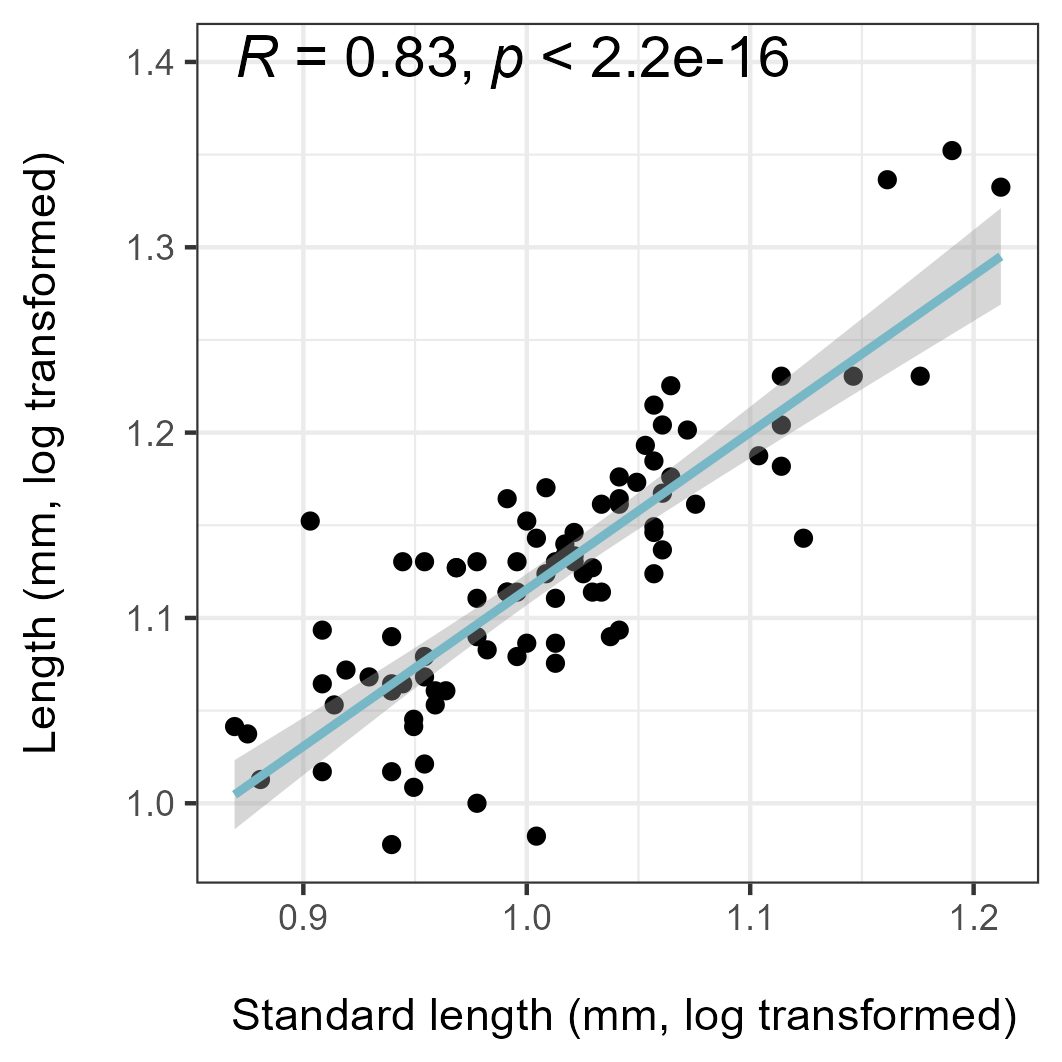 R = 0.83, p < 2.2e-16
1.4
1.3
1.2
1.1
1.0
Length (mm, log transformed)
0.9 1.0 1.1 1.2
Standard length (mm, log transformed)